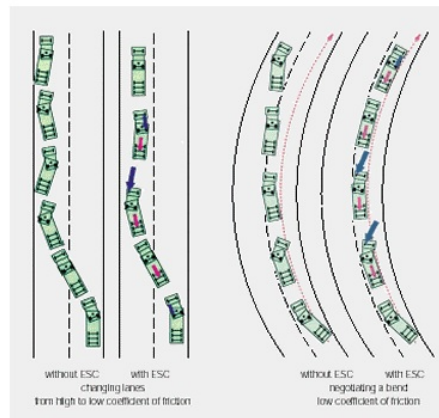 without ESC with ESC
changing lanes
from high to low coefficient of friction
without ESC with ESC
negotiating a bend
low coefficient of friction